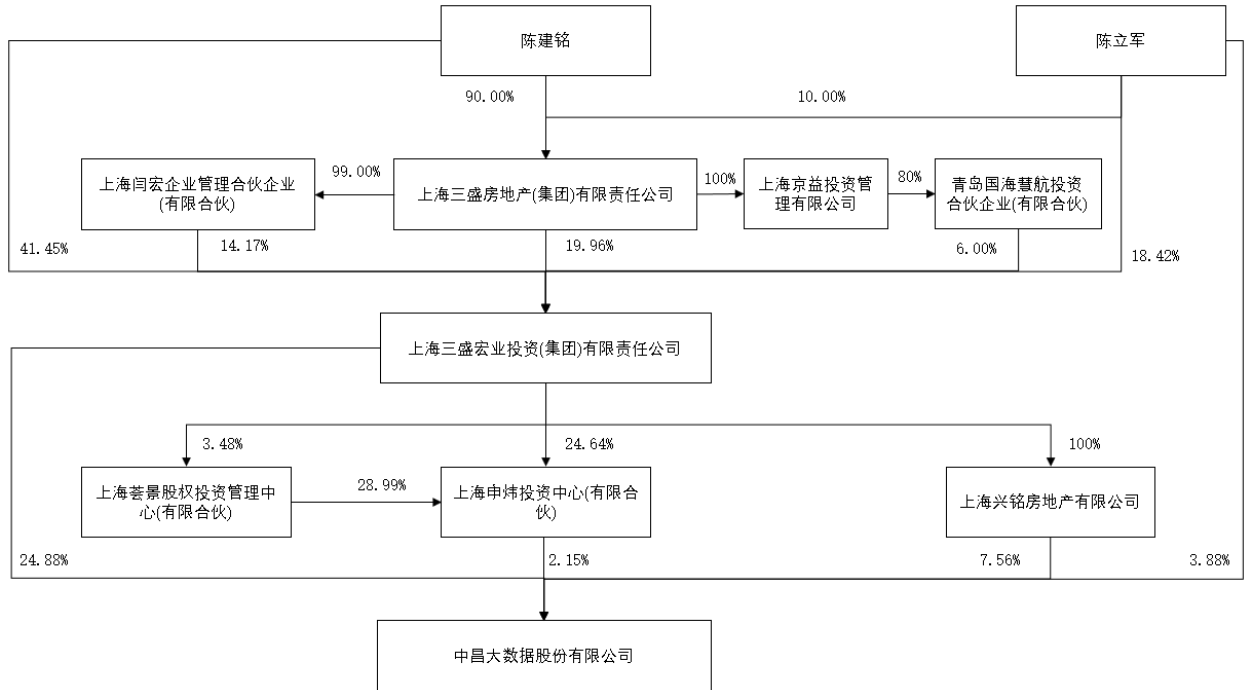 陈建铭
陈立军
90.00%
10.00%
上海闫宏企业管理合伙企业
(有限合伙)
99.00%
上海三盛房地产(集团)有限责任公司
100%
上海京益投资管
理有限公司
80%
青岛国海慧航投资
合伙企业(有限合伙)
41.45%
14.17%
19.96%
6.00%
18.42%
上海三盛宏业投资(集团)有限责任公司
3.48%
24.64%
100%
上海荟景股权投资管理中
心(有限合伙)
28.99%
上海申炜投资中心(有限合
伙)
上海兴铭房地产有限公司
24.88%
2.15%
7.56%
3.88%
中昌大数据股份有限公司